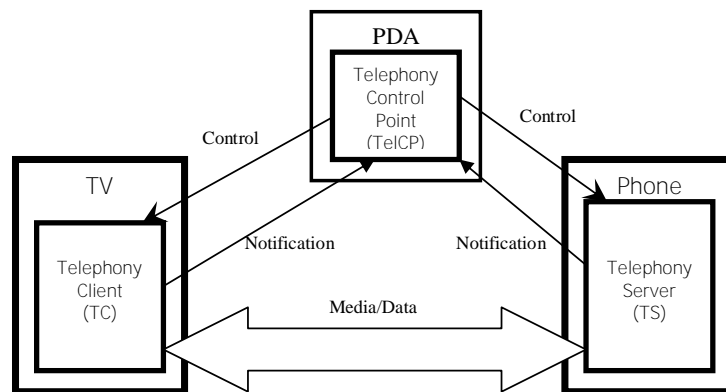 PDA
Telephony
Control
Point
(TelCP)
Control
Control
TV
Phone
Telephony
Client
(TC)
Notification
Notification
Telephony
Server
(TS)
Media/Data